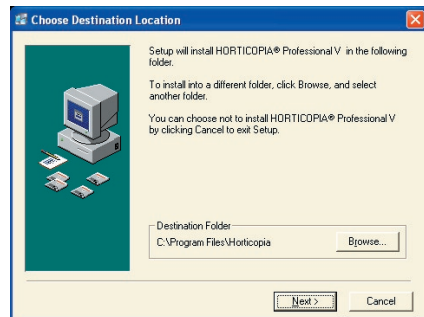 Choose Destination Location
Setup will install HORTICOPIA® Professional V in the following
folder.
To install into a different folder, click Browse, and select
another folder.
You can choose not to install HORTICOPIA® Professional V
by clicking Cancel to exit Setup.
Destination Folder
C:\Program Files\Horticopia
Browse...
Next >
Cancel